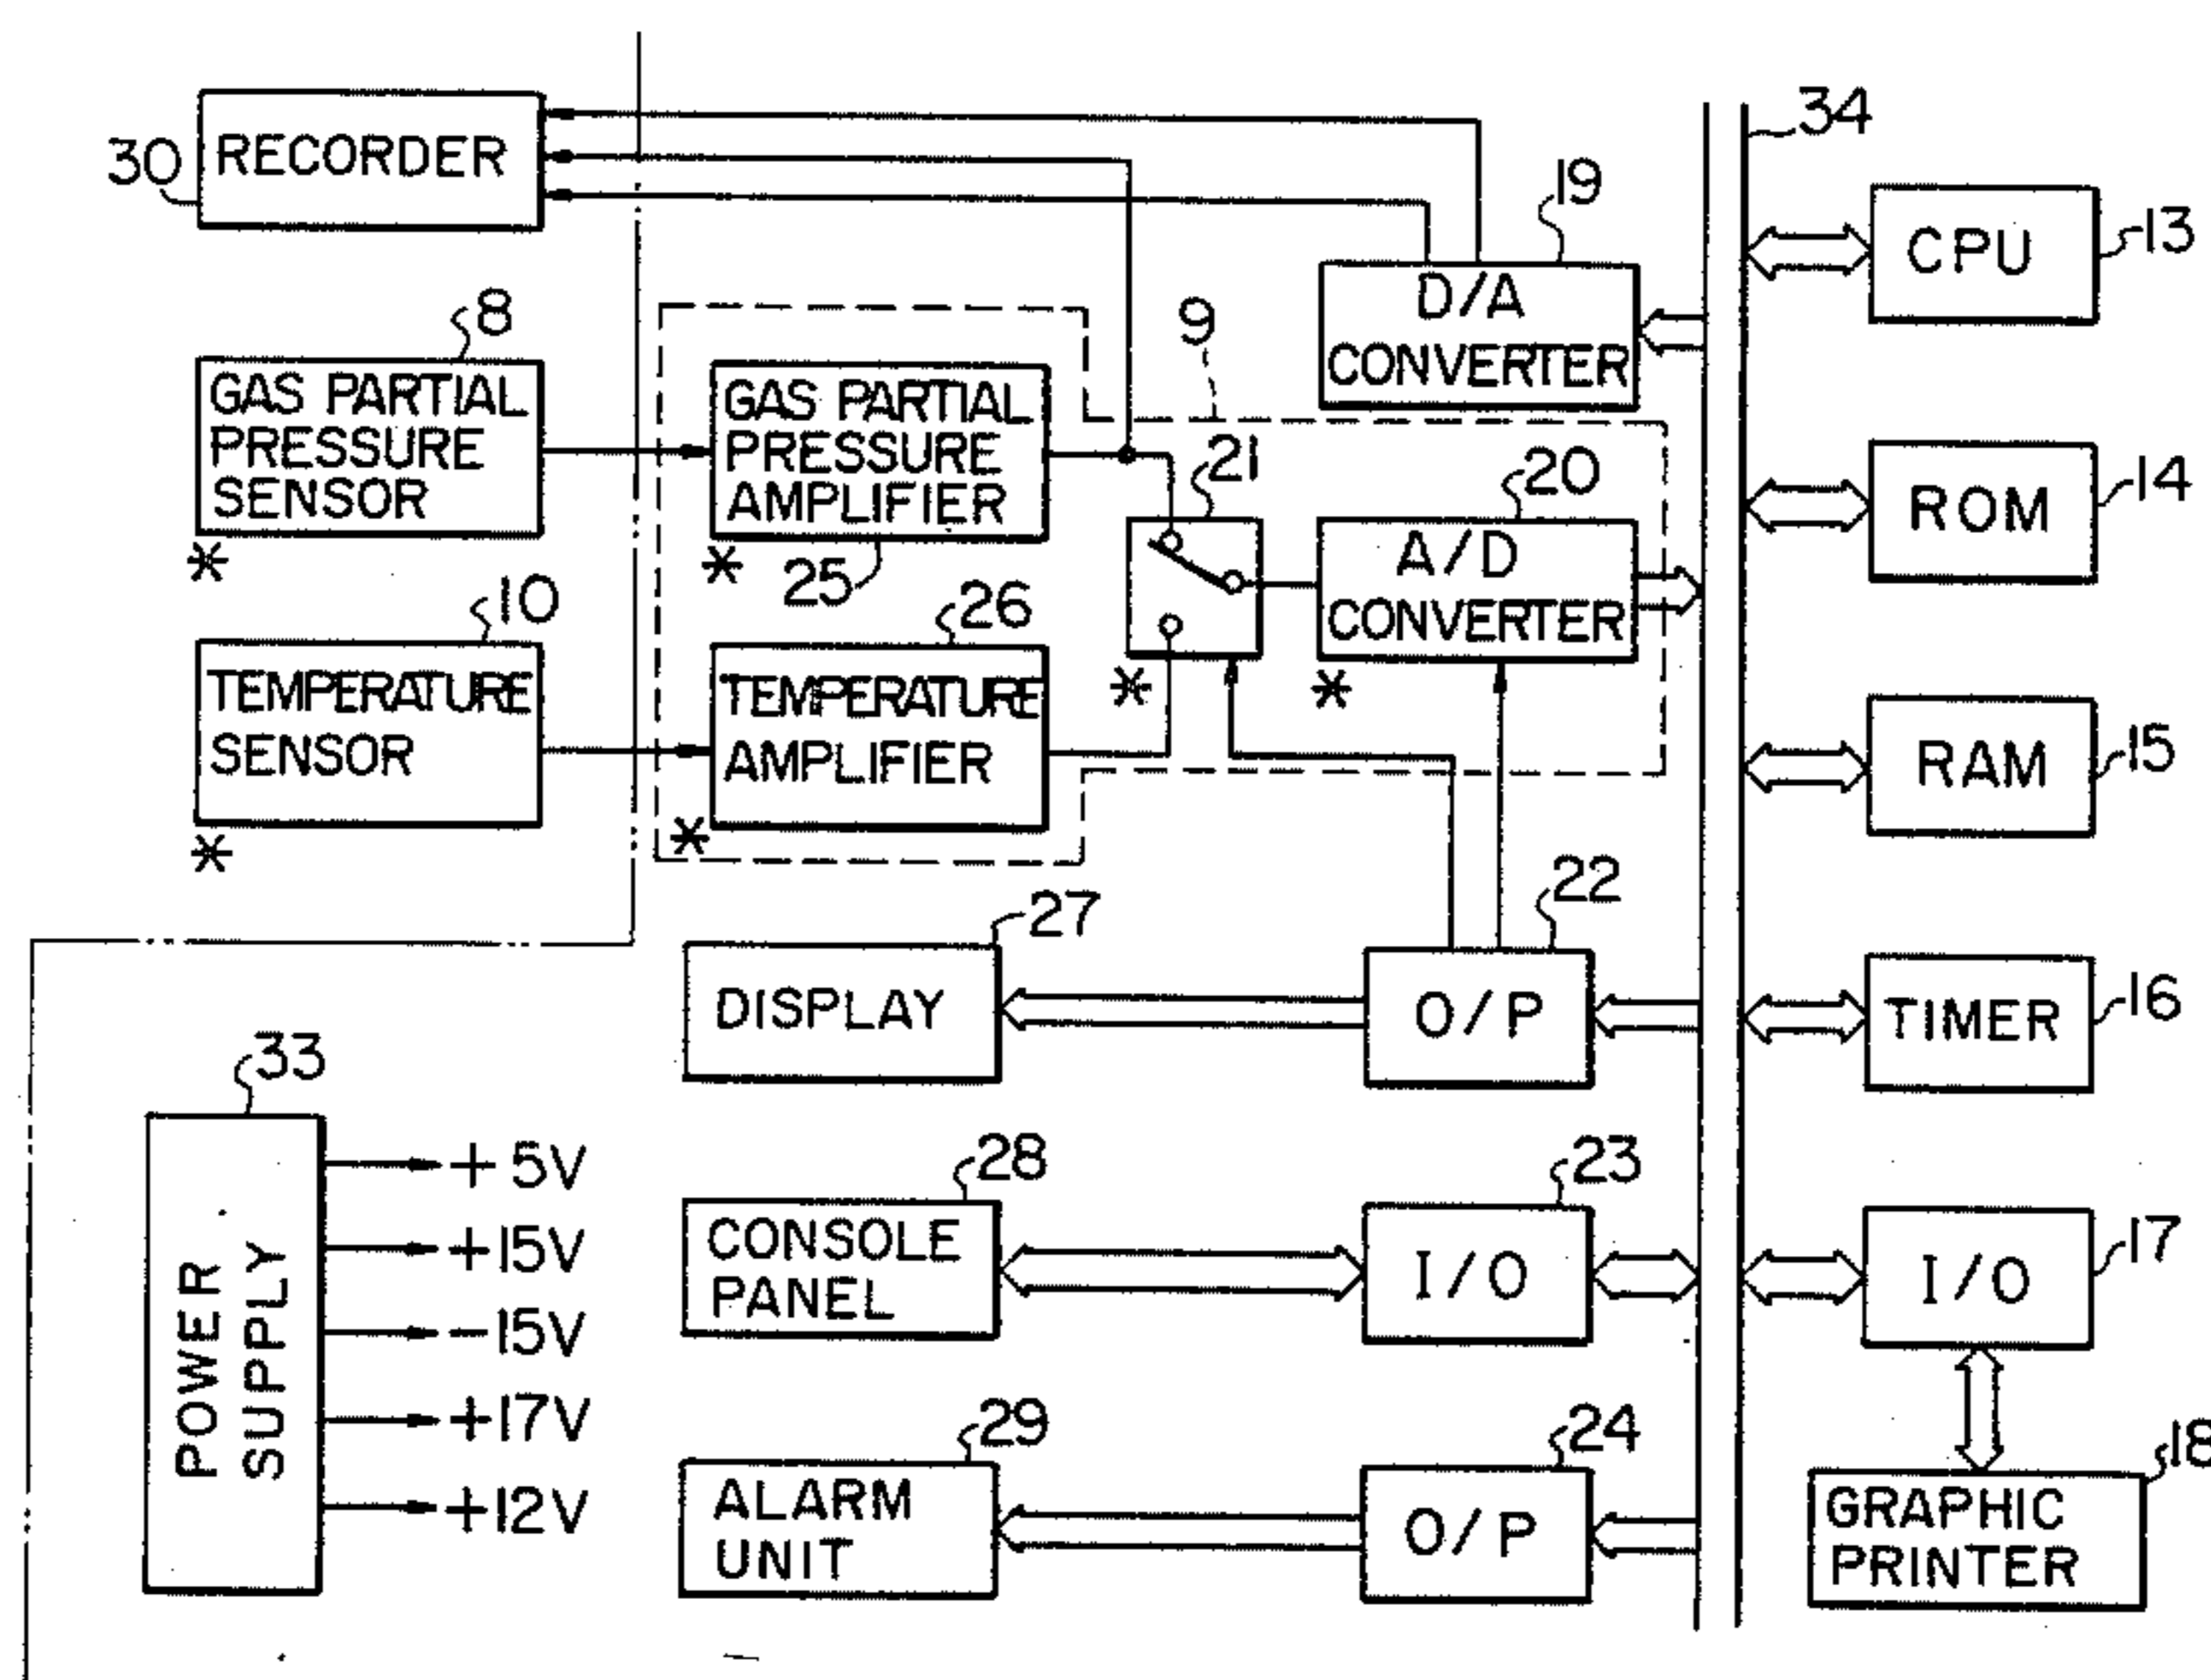 34
30
RECORDER
19
CPU
13
8
9
D/A
CONVERTER
GAS PARTIAL
PRESSURE
SENSOR
*
GAS PARTIAL
PRESSURE
AMPLIFIER
*
25
21
*
20
A/D
CONVERTER
*
ROM
14
10
TEMPERATURE
SENSOR
*
26
TEMPERATURE
AMPLIFIER
*
RAM
15
27
DISPLAY
22
O/P
TIMER
16
33
POWER
SUPPLY
+ 5V
+15V
-15V
+17V
+12V
28
CONSOLE
PANEL
23
I/O
I/O
17
29
ALARM
UNIT
24
O/P
18
GRAPHIC
PRINTER